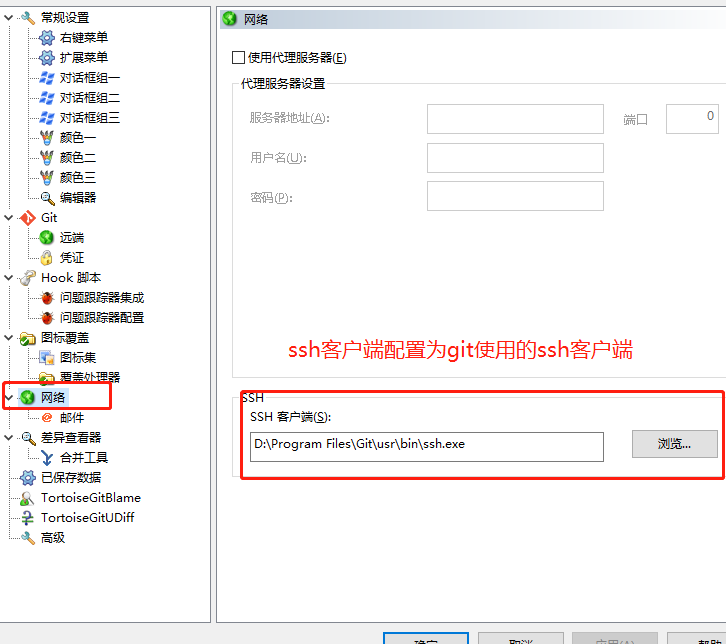 常规设置
右键菜单
扩展菜单
对话框组一
对话框组二
对话框组三
颜色一
颜色二
颜色三
编辑器
Git
远端
凭证
Hook 脚本
问题跟踪器集成
问题跟踪器配置
图标覆盖
图标集
覆盖处理器
网络
邮件
差异查看器
合并工具
已保存数据
TortoiseGitBlame
TortoiseGitUDiff
高级
网络
使用代理服务器(E)
代理服务器设置
服务器地址(A):
端口
0
用户名(U):
密码(P):
ssh客户端配置为git使用的ssh客户端
SSH
SSH 客户端(S):
D:\Program Files\Git\usr\bin\ssh.exe
浏览...
确定
取消
应用(A)
帮助